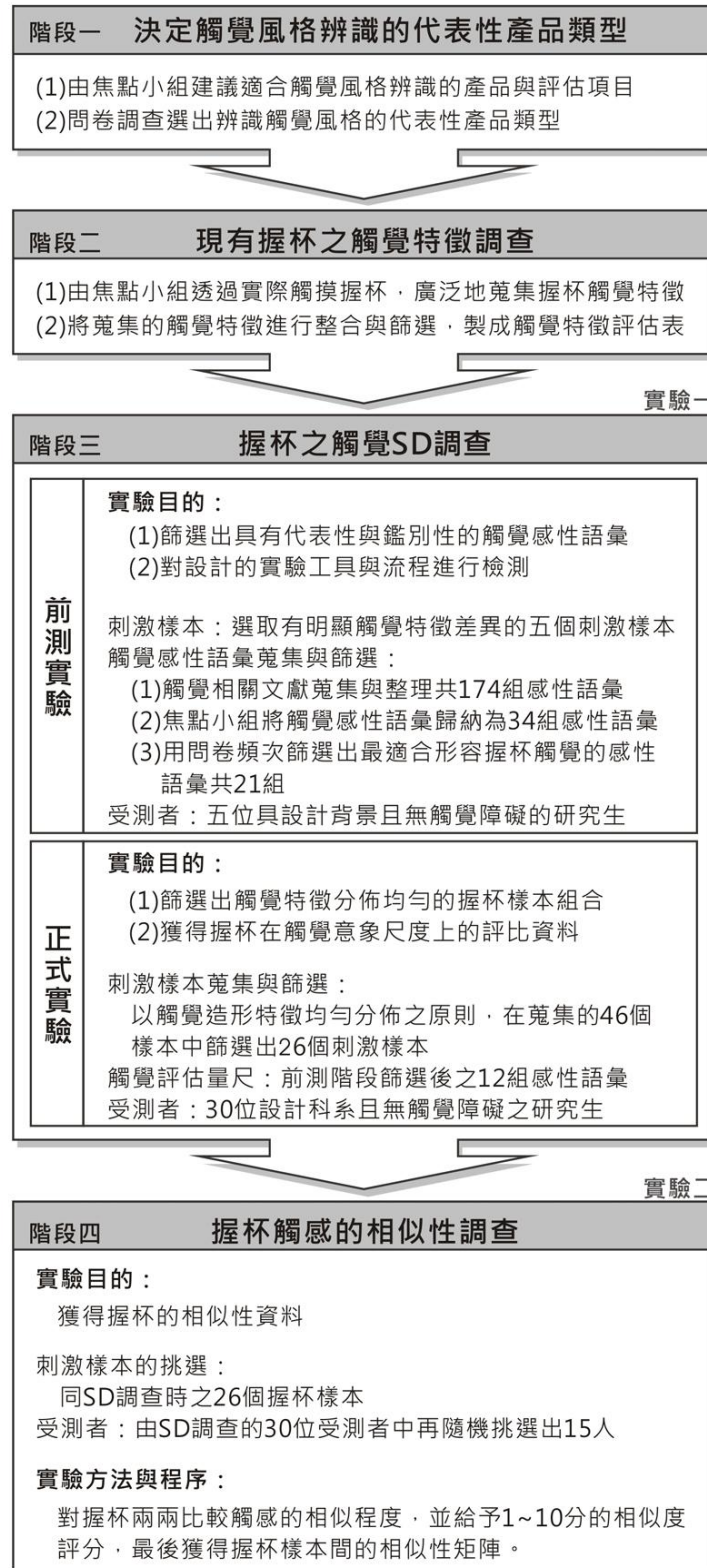 階段一 決定觸覺風格辨識的代表性產品類型
(1)由焦點小組建議適合觸覺風格辨識的產品與評估項目
(2)問卷調查選出辨識觸覺風格的代表性產品類型
階段二 現有握杯之觸覺特徵調查
(1)由焦點小組透過實際觸摸握杯，廣泛地蒐集握杯觸覺特徵
(2)將蒐集的觸覺特徵進行整合與篩選，製成觸覺特徵評估表
實驗一
階段三 握杯之觸覺SD調查
前測實驗
實驗目的：
(1)篩選出具有代表性與鑑別性的觸覺感性語彙
(2)對設計的實驗工具與流程進行檢測
刺激樣本：選取有明顯觸覺特徵差異的五個刺激樣本
觸覺感性語彙蒐集與篩選：
(1)觸覺相關文獻蒐集與整理共174組感性語彙
(2)焦點小組將觸覺感性語彙歸納為34組感性語彙
(3)用問卷頻次篩選出最適合形容握杯觸覺的感性
語彙共21組
受測者：五位具設計背景且無觸覺障礙的研究生
正式實驗
實驗目的：
(1)篩選出觸覺特徵分佈均勻的握杯樣本組合
(2)獲得握杯在觸覺意象尺度上的評比資料
刺激樣本蒐集與篩選：
以觸覺造形特徵均勻分佈之原則，在蒐集的46個
樣本中篩選出26個刺激樣本
觸覺評估量尺：前測階段篩選後之12組感性語彙
受測者：30位設計科系且無觸覺障礙之研究生
實驗二
階段四 握杯觸感的相似性調查
實驗目的：
獲得握杯的相似性資料
刺激樣本的挑選：
同SD調查時之26個握杯樣本
受測者：由SD調查的30位受測者中再隨機挑選出15人
實驗方法與程序：
對握杯兩兩比較觸感的相似程度，並給予1~10分的相似度
評分，最後獲得握杯樣本間的相似性矩陣。